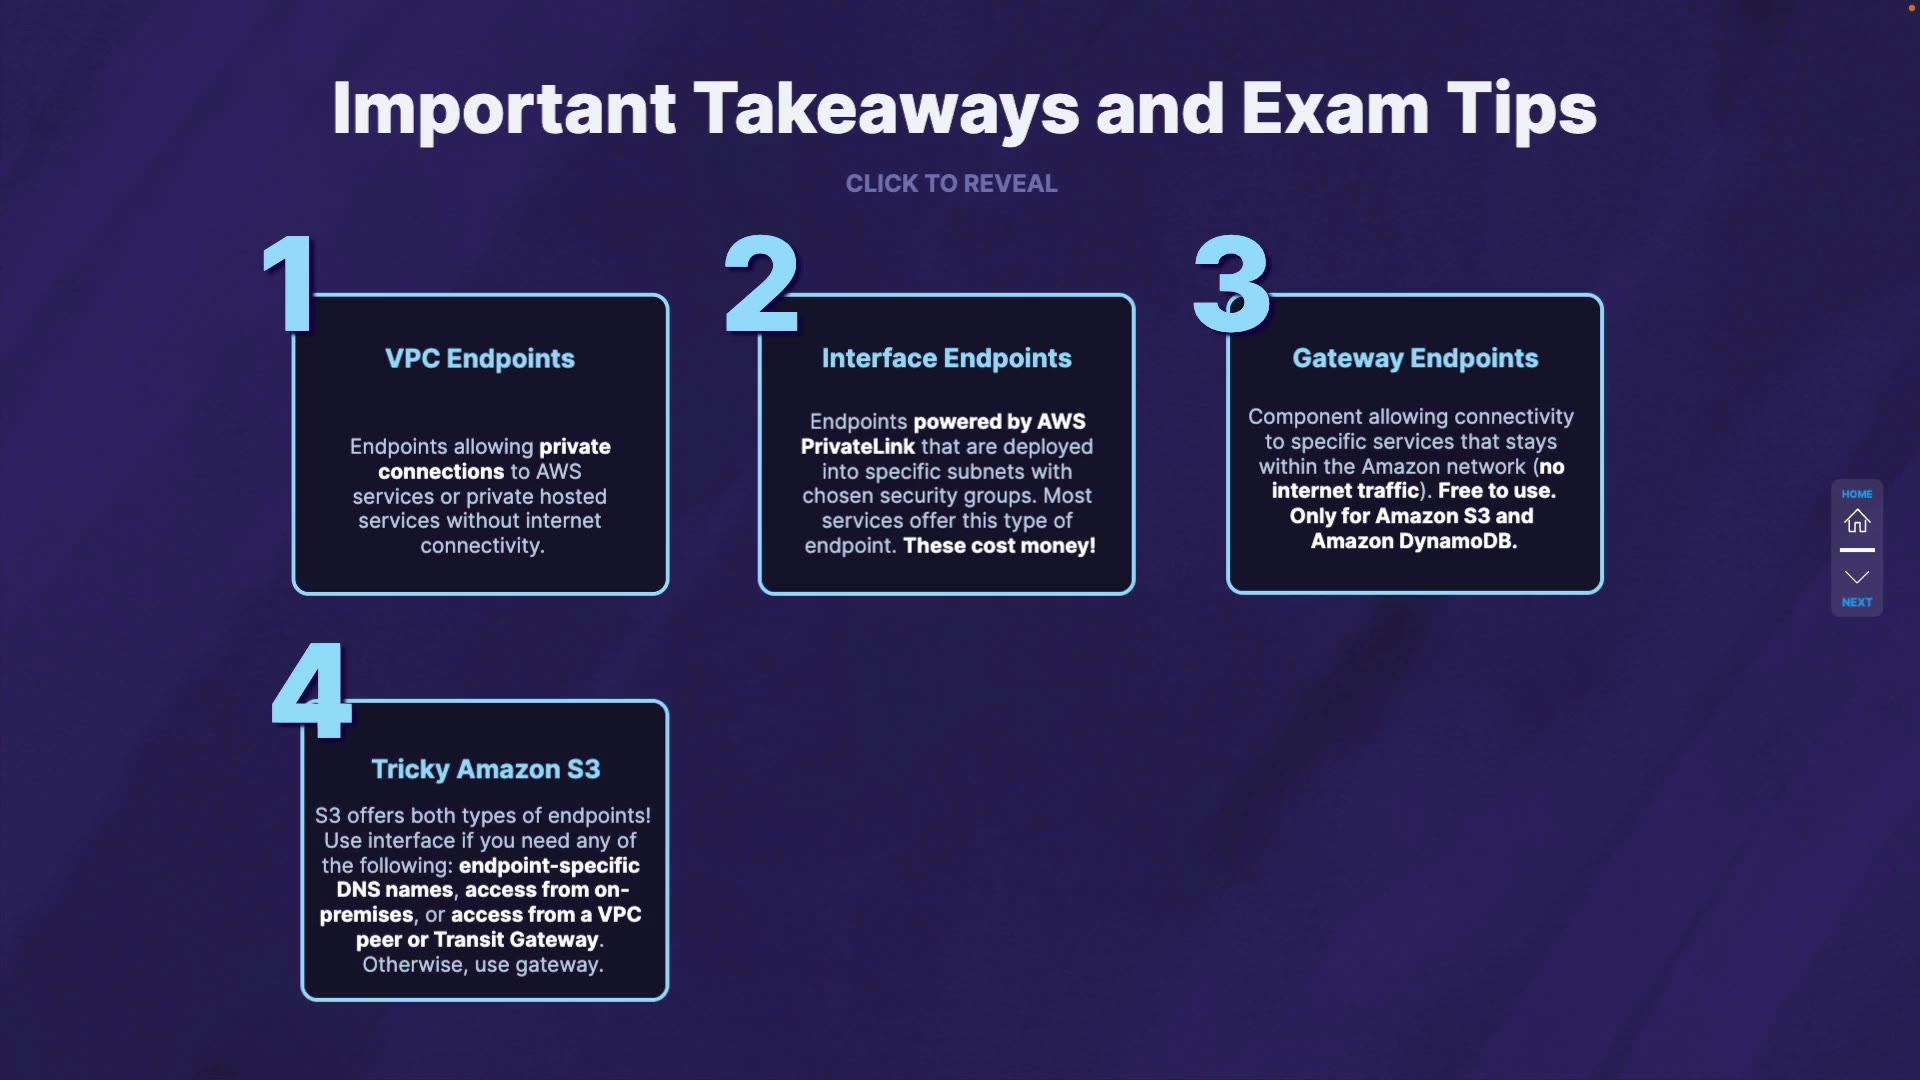 Important Takeaways and Exam Tips
CLICK TO REVEAL
1
VPC Endpoints
Endpoints allowing private
connections to AWS
services or private hosted
services without internet
connectivity.
2
Interface Endpoints
Endpoints powered by AWS
PrivateLink that are deployed
into specific subnets with
chosen security groups. Most
services offer this type of
endpoint. These cost money!
3
Gateway Endpoints
Component allowing connectivity
to specific services that stays
within the Amazon network (no
internet traffic). Free to use.
Only for Amazon S3 and
Amazon DynamoDB.
4
Tricky Amazon S3
S3 offers both types of endpoints!
Use interface if you need any of
the following: endpoint-specific
DNS names, access from on-
premises, or access from a VPC
peer or Transit Gateway.
Otherwise, use gateway.
HOME
NEXT